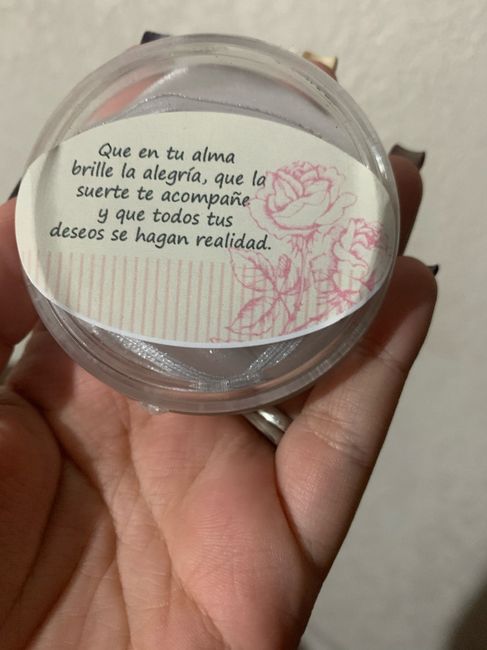 Que en tu alma
brille la alegría, que la
suerte te acompañe
y que todos tus
deseos se hagan realidad.